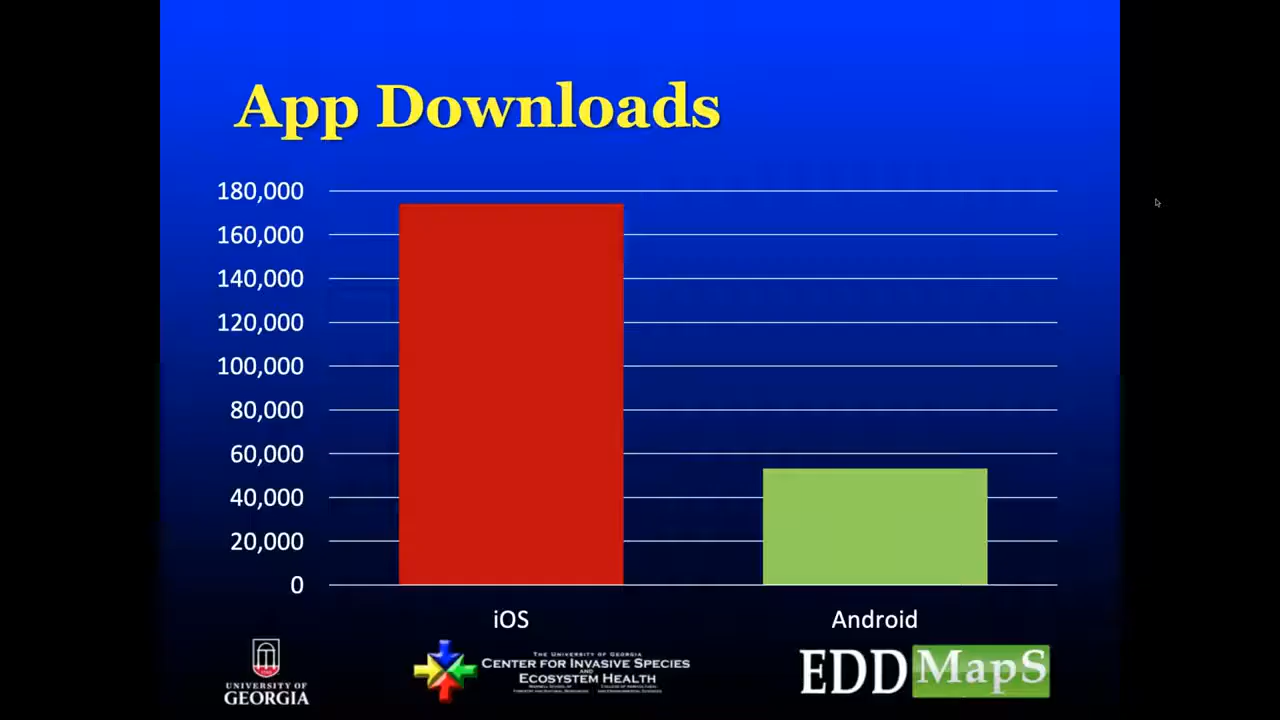 App Downloads
180,000
160,000
140,000
120,000
100,000
80,000
60,000
40,000
20,000
0
iOS
Android
UNIVERSITY OF
GEORGIA
THE UNIVERSITY OF GEORGIA
CENTER FOR INVASIVE SPECIES
AND
ECOSYSTEM HEALTH
EDDMapS